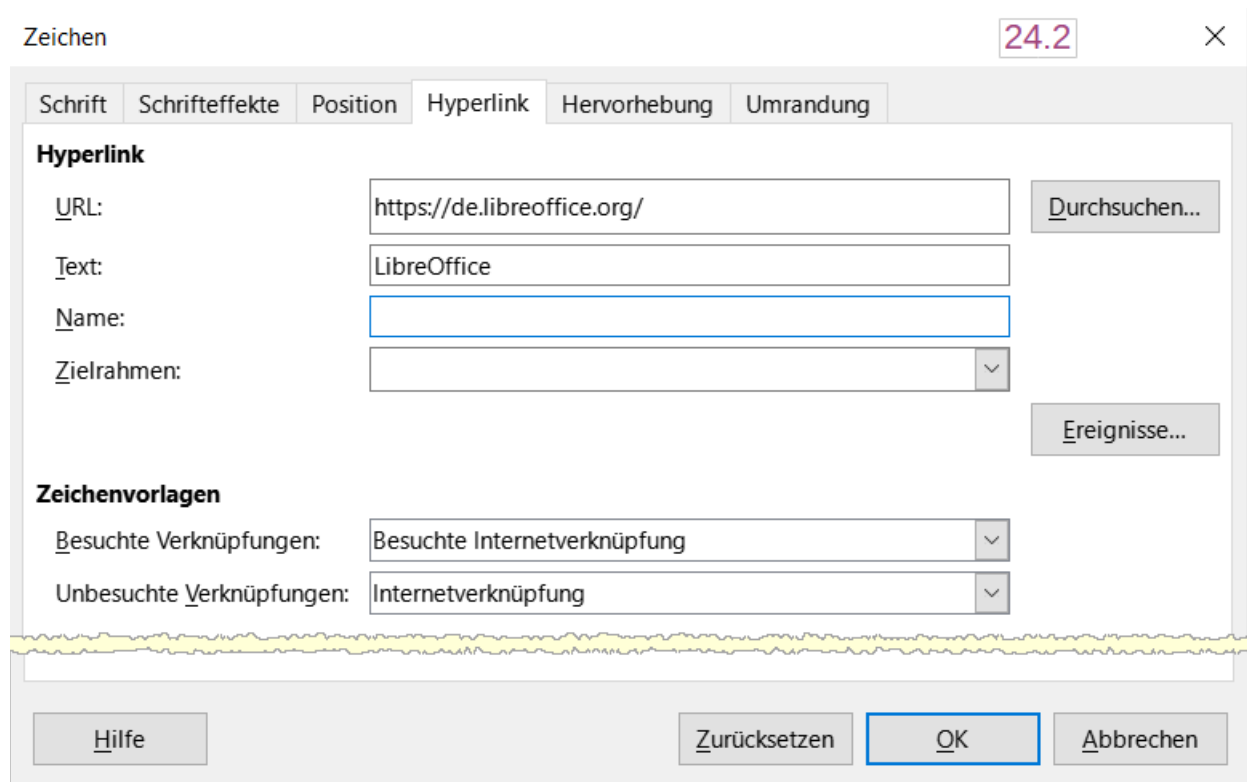 Zeichen 24.2
Schrift Schrifteffekte Position Hyperlink Hervorhebung Umrandung
Hyperlink
URL: https://de.libreoffice.org/ Durchsuchen...
Text: LibreOffice
Name:
Zielrahmen:
Ereignisse...
Zeichenvorlagen
Besuchte Verknüpfungen: Besuchte Internetverknüpfung
Unbesuchte Verknüpfungen: Internetverknüpfung
Hilfe Zurücksetzen OK Abbrechen